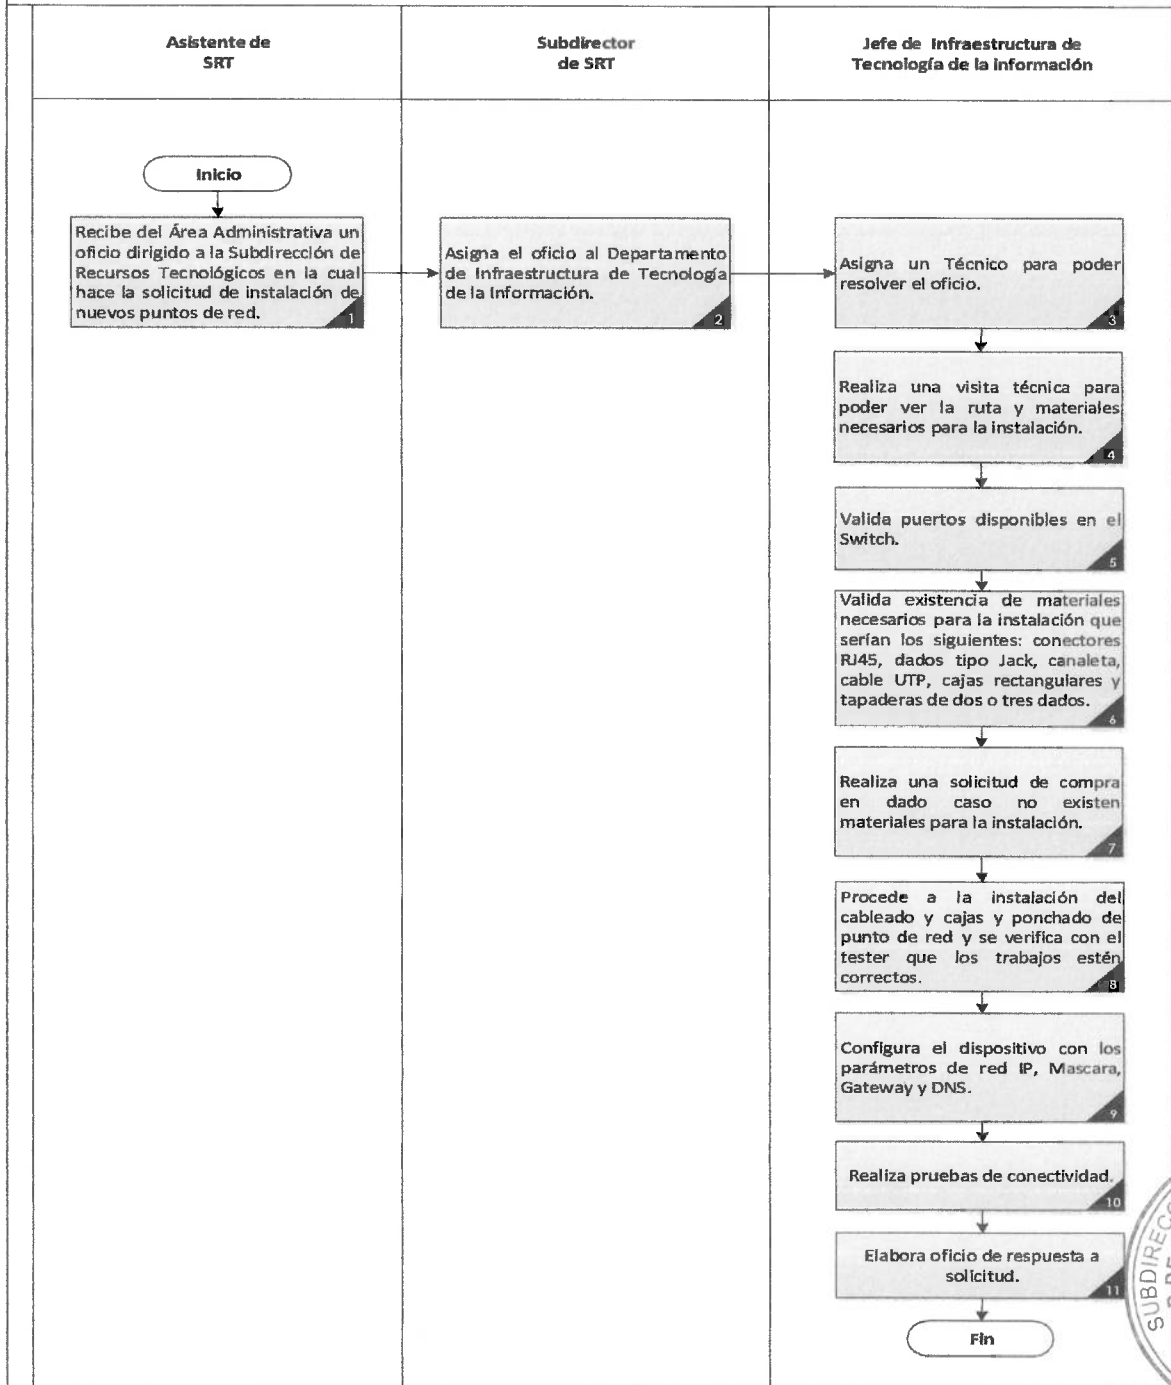 Asistente de
SRT
Subdirector
de SRT
Jefe de Infraestructura de
Tecnología de la Información
Inicio
Recibe del Área Administrativa un
oficio dirigido a la Subdirección de
Recursos Tecnológicos en la cual
hace la solicitud de instalación de
nuevos puntos de red.
1
Asigna el oficio al Departamento
de Infraestructura de Tecnología
de la Información.
2
Asigna un Técnico para poder
resolver el oficio.
3
Realiza una visita técnica para
poder ver la ruta y materiales
necesarios para la instalación.
4
Valida puertos disponibles en el
Switch.
5
Valida existencia de materiales
necesarios para la instalación que
serían los siguientes: conectores
RJ45, dados tipo Jack, canaleta,
cable UTP, cajas rectangulares y
tapaderas de dos o tres dados.
6
Realiza una solicitud de compra
en dado caso no existen
materiales para la instalación.
7
Procede a la instalación del
cableado y cajas y ponchado de
punto de red y se verifica con el
tester que los trabajos estén
correctos.
8
Configura el dispositivo con los
parámetros de red IP, Mascara,
Gateway y DNS.
9
Realiza pruebas de conectividad.
10
Elabora oficio de respuesta a
solicitud.
11
Fin
SUBDIREC